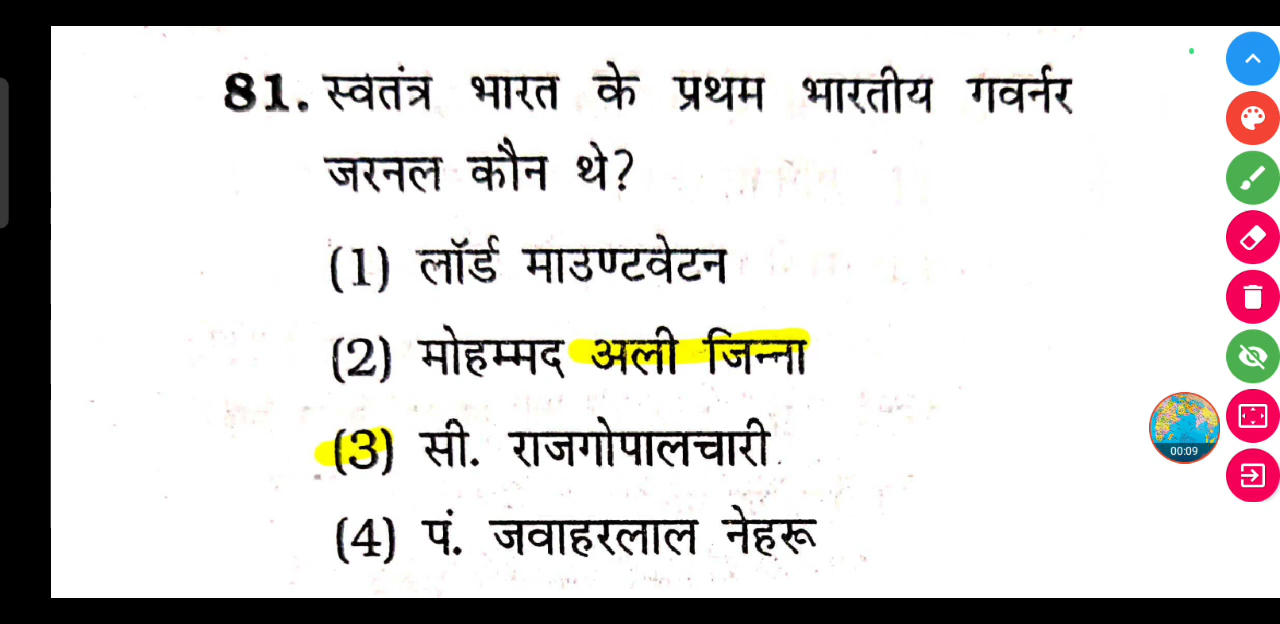 81. स्वतंत्र भारत के प्रथम भारतीय गवर्नर
जरनल कौन थे?
(1) लॉर्ड माउण्टवेटन
(2) मोहम्मद अली जिन्ना
(3) सी. राजगोपालचारी
(4) पं. जवाहरलाल नेहरू
00:09